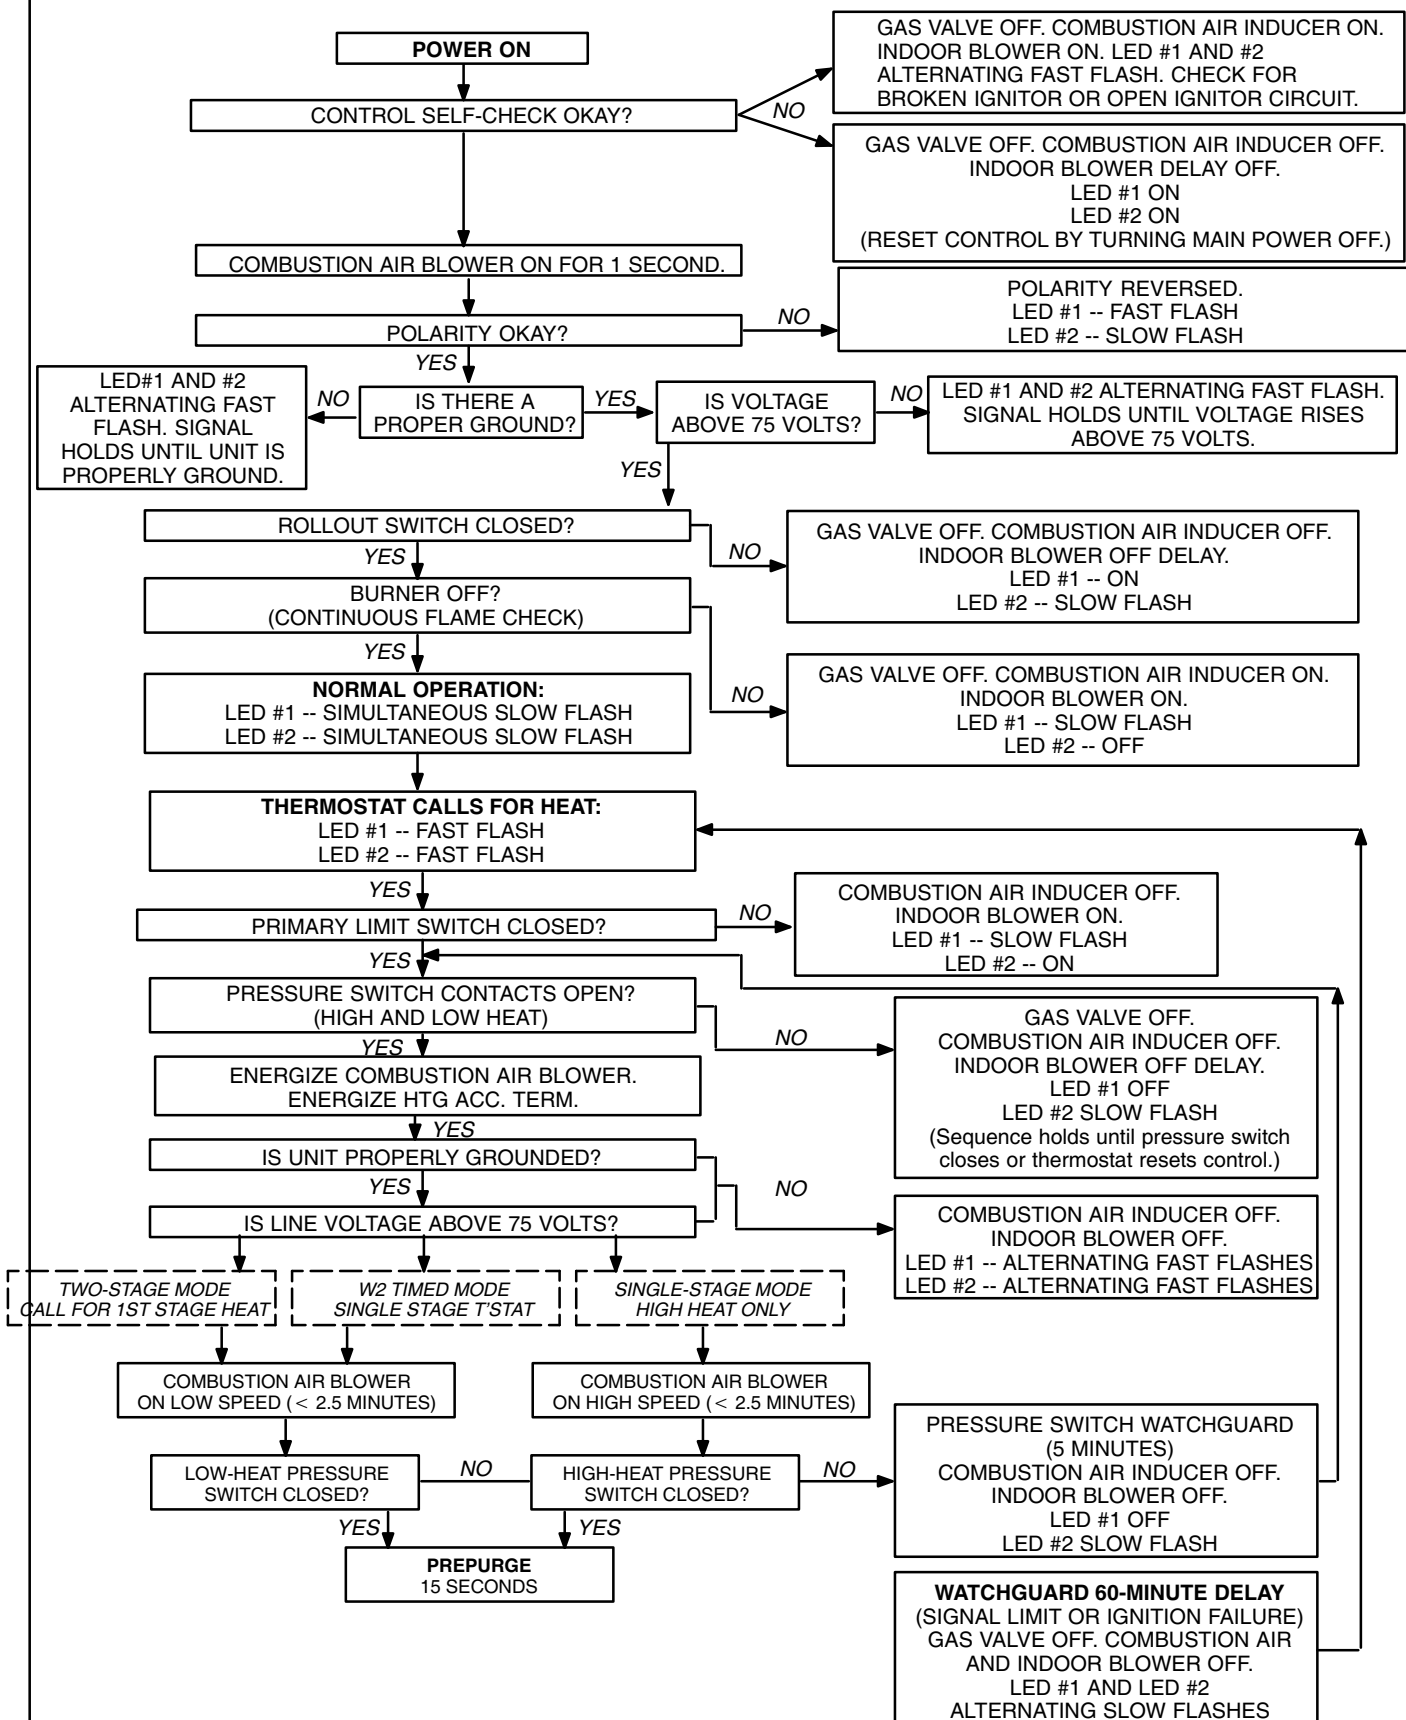 POWER ON
GAS VALVE OFF. COMBUSTION AIR INDUCER ON.
INDOOR BLOWER ON. LED #1 AND #2
ALTERNATING FAST FLASH. CHECK FOR
BROKEN IGNITOR OR OPEN IGNITOR CIRCUIT.
CONTROL SELF-CHECK OKAY?
NO
GAS VALVE OFF. COMBUSTION AIR INDUCER OFF.
INDOOR BLOWER DELAY OFF.
LED #1 ON
LED #2 ON
(RESET CONTROL BY TURNING MAIN POWER OFF.)
COMBUSTION AIR BLOWER ON FOR 1 SECOND.
POLARITY OKAY?
NO
POLARITY REVERSED.
LED #1 -- FAST FLASH
LED #2 -- SLOW FLASH
YES
LED#1 AND #2
ALTERNATING FAST
FLASH. SIGNAL
HOLDS UNTIL UNIT IS
PROPERLY GROUND.
NO
IS THERE A
PROPER GROUND?
YES
IS VOLTAGE
ABOVE 75 VOLTS?
NO
LED #1 AND #2 ALTERNATING FAST FLASH.
SIGNAL HOLDS UNTIL VOLTAGE RISES
ABOVE 75 VOLTS.
YES
ROLLOUT SWITCH CLOSED?
NO
GAS VALVE OFF. COMBUSTION AIR INDUCER OFF.
INDOOR BLOWER OFF DELAY.
LED #1 -- ON
LED #2 -- SLOW FLASH
YES
BURNER OFF?
(CONTINUOUS FLAME CHECK)
NO
GAS VALVE OFF. COMBUSTION AIR INDUCER ON.
INDOOR BLOWER ON.
LED #1 -- SLOW FLASH
LED #2 -- OFF
YES
NORMAL OPERATION:
LED #1 -- SIMULTANEOUS SLOW FLASH
LED #2 -- SIMULTANEOUS SLOW FLASH
THERMOSTAT CALLS FOR HEAT:
LED #1 -- FAST FLASH
LED #2 -- FAST FLASH
YES
PRIMARY LIMIT SWITCH CLOSED?
NO
COMBUSTION AIR INDUCER OFF.
INDOOR BLOWER ON.
LED #1 -- SLOW FLASH
LED #2 -- ON
YES
PRESSURE SWITCH CONTACTS OPEN?
(HIGH AND LOW HEAT)
NO
GAS VALVE OFF.
COMBUSTION AIR INDUCER OFF.
INDOOR BLOWER OFF DELAY.
LED #1 OFF
LED #2 SLOW FLASH
(Sequence holds until pressure switch
closes or thermostat resets control.)
YES
ENERGIZE COMBUSTION AIR BLOWER.
ENERGIZE HTG ACC. TERM.
YES
IS UNIT PROPERLY GROUNDED?
YES
NO
IS LINE VOLTAGE ABOVE 75 VOLTS?
COMBUSTION AIR INDUCER OFF.
INDOOR BLOWER OFF.
LED #1 -- ALTERNATING FAST FLASHES
LED #2 -- ALTERNATING FAST FLASHES
TWO-STAGE MODE
CALL FOR 1ST STAGE HEAT
W2 TIMED MODE
SINGLE STAGE T'STAT
SINGLE-STAGE MODE
HIGH HEAT ONLY
COMBUSTION AIR BLOWER
ON LOW SPEED (< 2.5 MINUTES)
COMBUSTION AIR BLOWER
ON HIGH SPEED (< 2.5 MINUTES)
LOW-HEAT PRESSURE
SWITCH CLOSED?
NO
HIGH-HEAT PRESSURE
SWITCH CLOSED?
NO
PRESSURE SWITCH WATCHGUARD
(5 MINUTES)
COMBUSTION AIR INDUCER OFF.
INDOOR BLOWER OFF.
LED #1 OFF
LED #2 SLOW FLASH
YES
YES
PREPURGE
15 SECONDS
WATCHGUARD 60-MINUTE DELAY
(SIGNAL LIMIT OR IGNITION FAILURE)
GAS VALVE OFF. COMBUSTION AIR
AND INDOOR BLOWER OFF.
LED #1 AND LED #2
ALTERNATING SLOW FLASHES